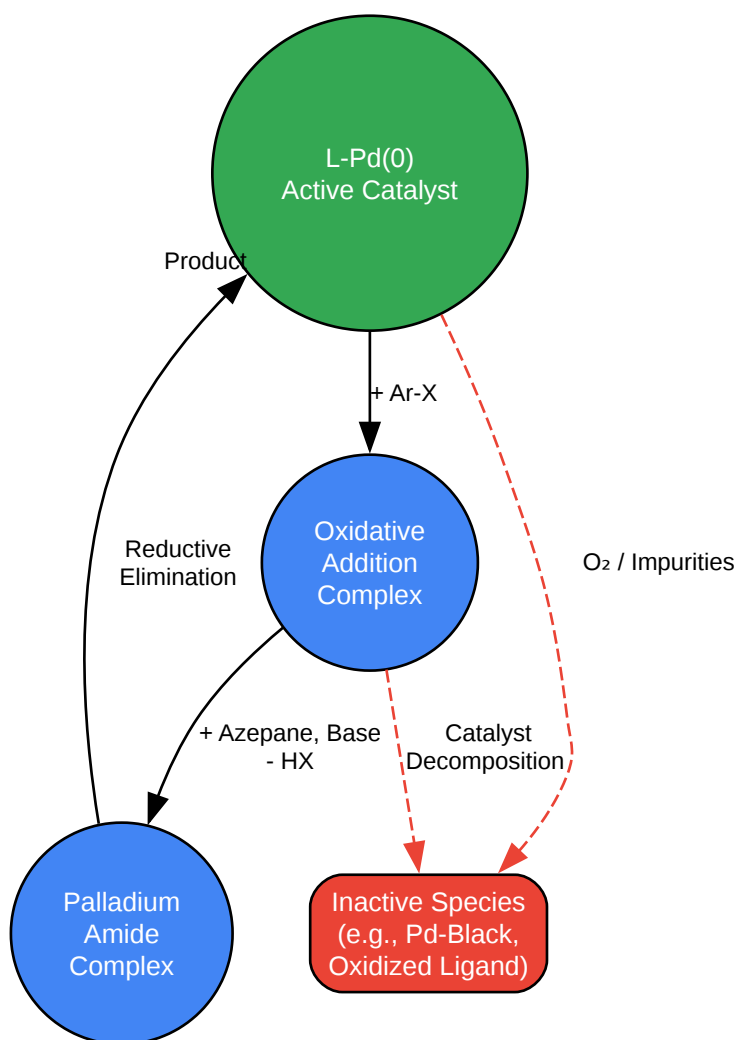 L-Pd(0)
Active Catalyst
Product
+ Ar-X
Oxidative
Addition
Complex
Reductive
Elimination
O₂ / Impurities
+ Azepane, Base
- HX
Catalyst
Decomposition
Palladium
Amide
Complex
Inactive Species
(e.g., Pd-Black,
Oxidized Ligand)